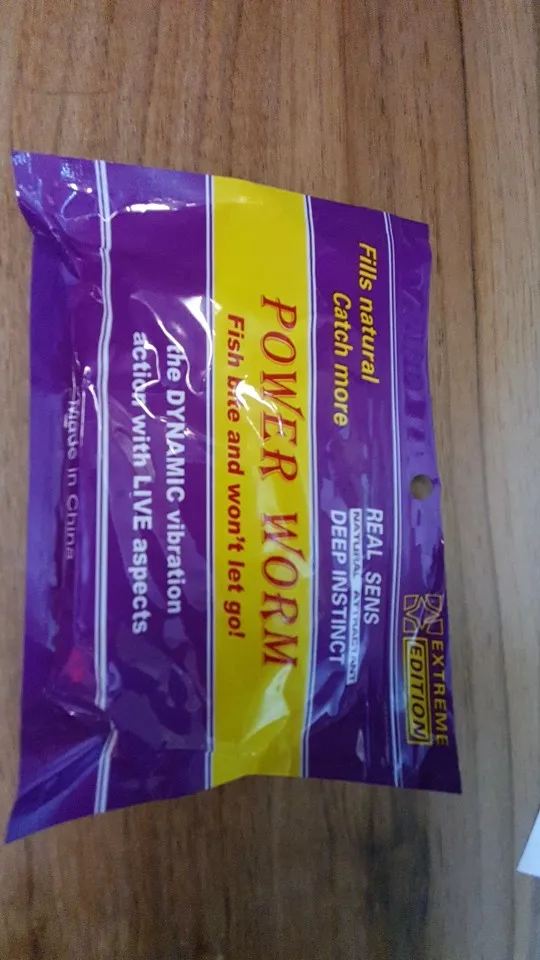 EXTREME
EDITION
Fills natural
Catch more
REAL SENS
NATURAL ATTRACTANT
DEEP INSTINCT
POWER WORM
Fish bite and won't let go!
the DYNAMIC vibration
action with LIVE aspects
Made in China